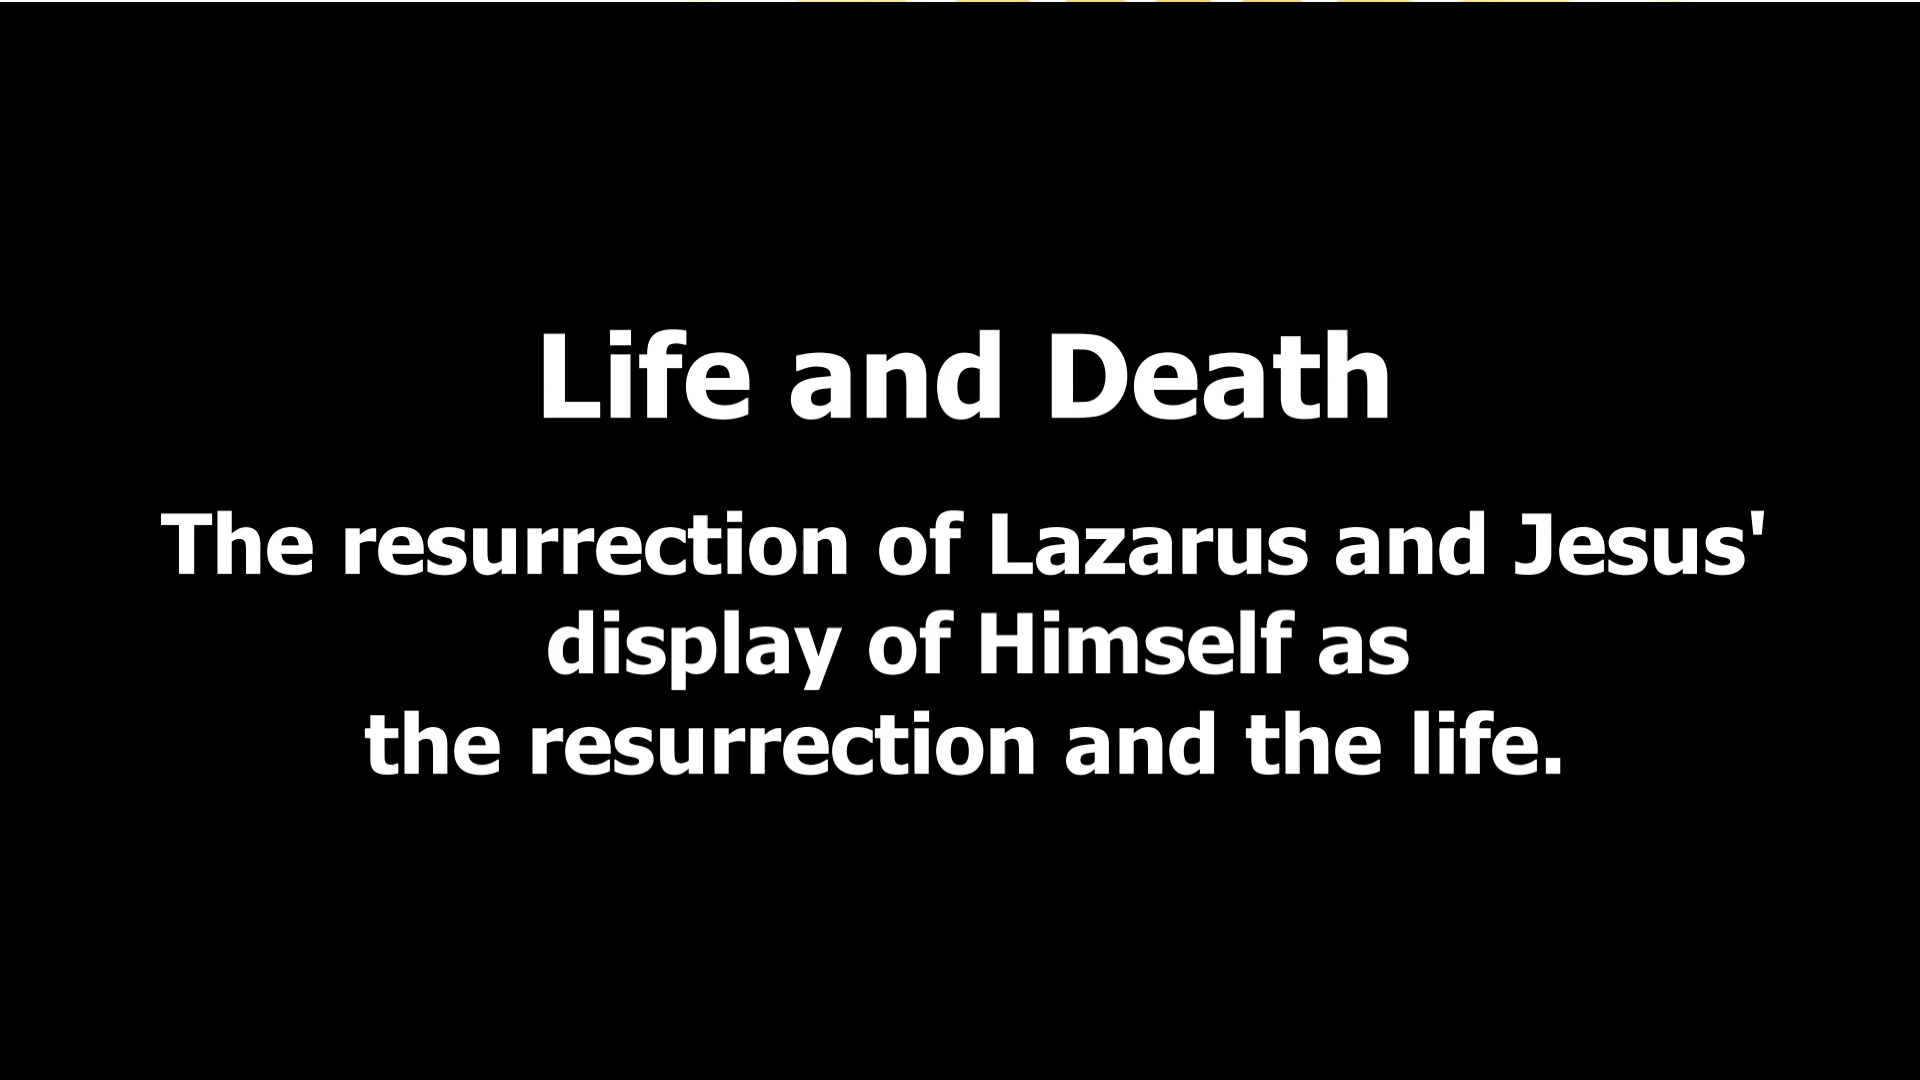 Life and Death
The resurrection of Lazarus and Jesus'
display of Himself as
the resurrection and the life.